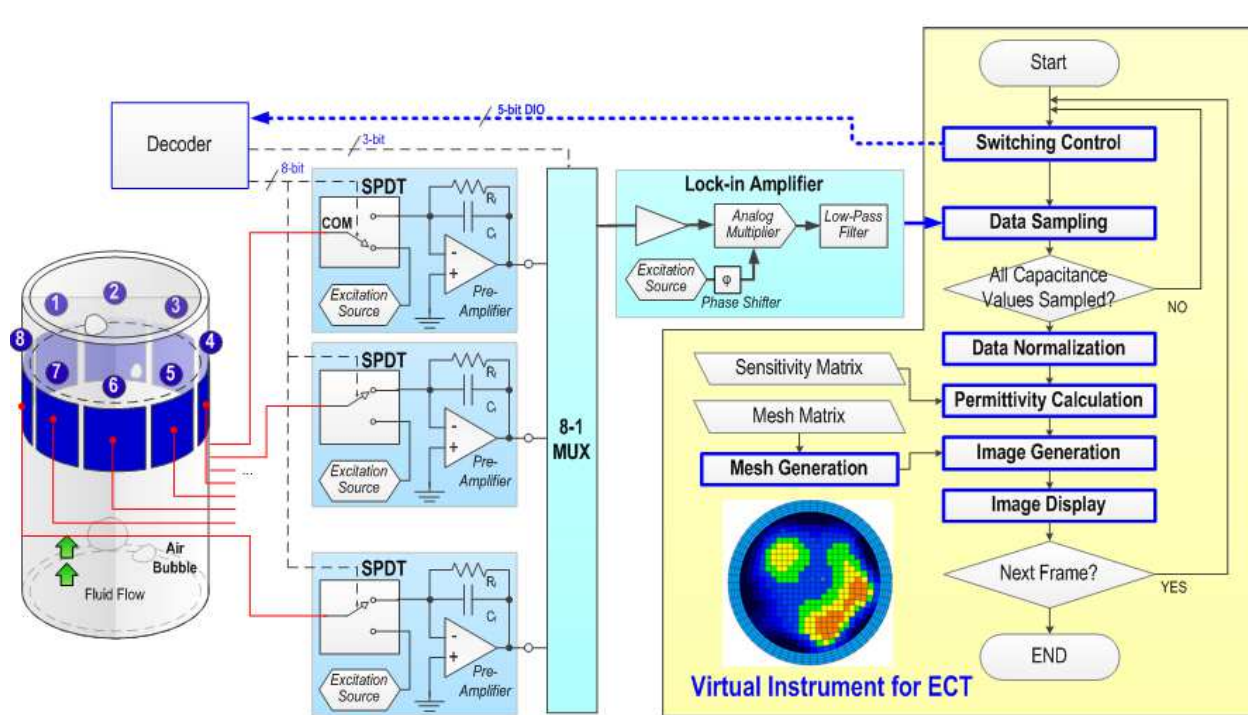 Start
5-bit DIO
Decoder
3-bit
Switching Control
8-bit
SPDT
COM
Rf
Cf
-
+
Excitation
Source
Pre-
Amplifier
Lock-in Amplifier
Analog
Multiplier
Low-Pass
Filter
Excitation
Source
φ
Phase Shifter
Data Sampling
All Capacitance
Values Sampled?
NO
1
2
3
4
5
6
7
8
SPDT
Rf
Cf
-
+
Excitation
Source
Pre-
Amplifier
...
8-1
MUX
Data Normalization
Sensitivity Matrix
Permittivity Calculation
Mesh Matrix
Image Generation
Mesh Generation
Image Display
Air
Bubble
Fluid Flow
SPDT
Rf
Cf
-
+
Excitation
Source
Pre-
Amplifier
Next Frame?
YES
END
Virtual Instrument for ECT